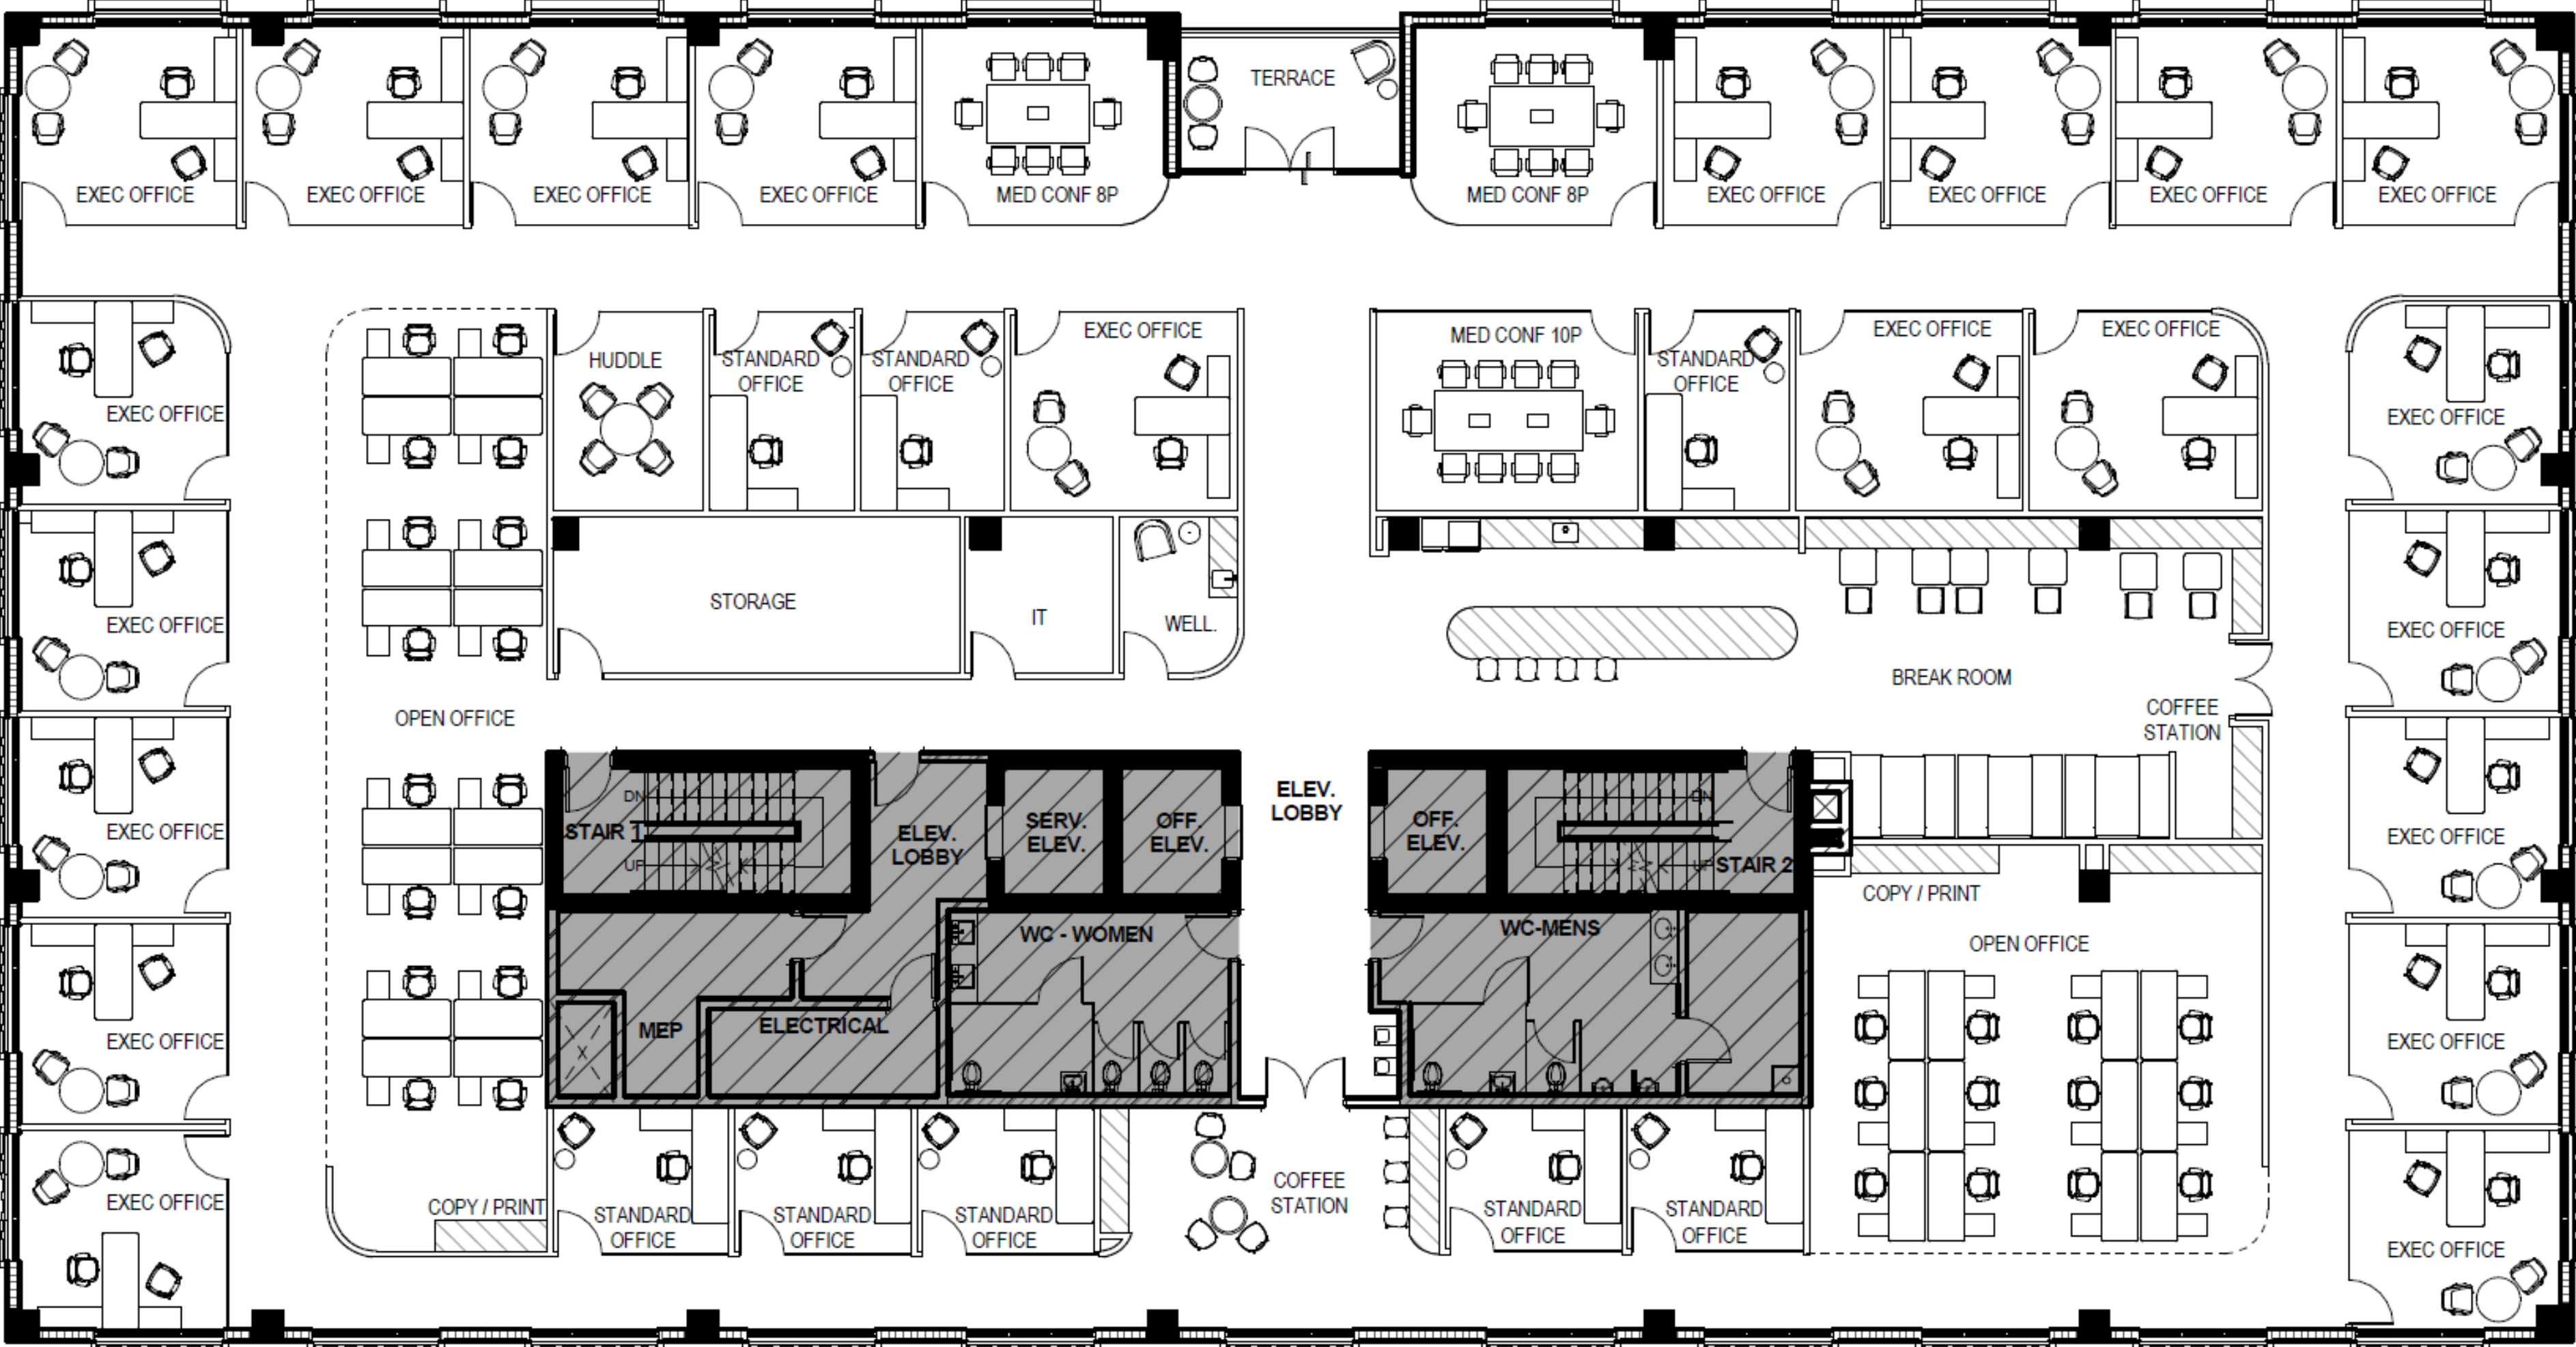 TERRACE
EXEC OFFICE
EXEC OFFICE
EXEC OFFICE
EXEC OFFICE
MED CONF 8P
MED CONF 8P
EXEC OFFICE
EXEC OFFICE
EXEC OFFICE
EXEC OFFICE
EXEC OFFICE
HUDDLE
STANDARD
OFFICE
STANDARD
OFFICE
EXEC OFFICE
MED CONF 10P
STANDARD
OFFICE
EXEC OFFICE
EXEC OFFICE
EXEC OFFICE
EXEC OFFICE
STORAGE
IT
WELL.
EXEC OFFICE
OPEN OFFICE
BREAK ROOM
COFFEE
STATION
EXEC OFFICE
STAIR 1
DN
UP
ELEV.
LOBBY
SERV.
ELEV.
OFF.
ELEV.
ELEV.
LOBBY
OFF.
ELEV.
DN
UP
STAIR 2
EXEC OFFICE
COPY / PRINT
WC - WOMEN
WC-MENS
OPEN OFFICE
EXEC OFFICE
MEP
ELECTRICAL
EXEC OFFICE
EXEC OFFICE
COPY / PRINT
STANDARD
OFFICE
STANDARD
OFFICE
STANDARD
OFFICE
COFFEE
STATION
STANDARD
OFFICE
STANDARD
OFFICE
EXEC OFFICE